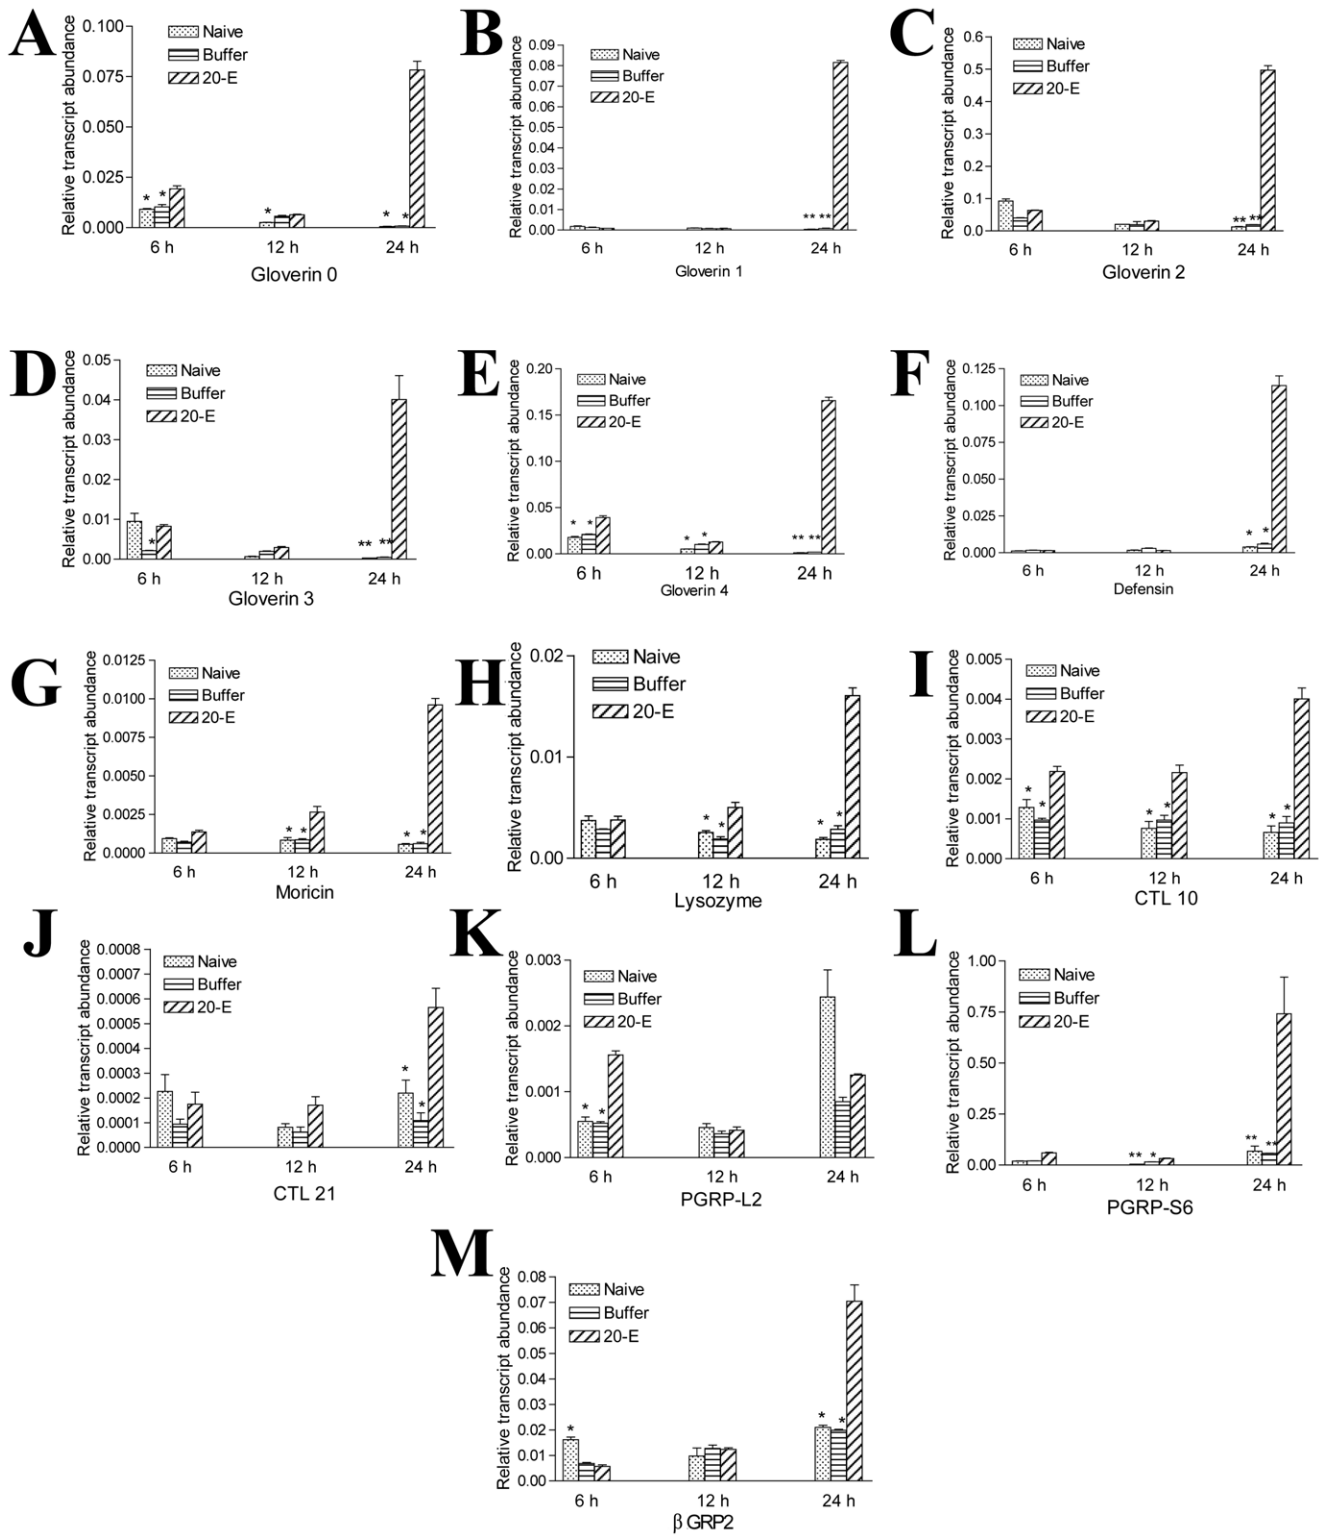 A
Relative transcript abundance
0.100
0.075
0.050
0.025
0.000
Naive
Buffer
20-E
* *
*
* *
6 h 12 h 24 h
Gloverin 0
B
Relative transcript abundance
0.09
0.08
0.07
0.06
0.05
0.04
0.03
0.02
0.01
0.00
Naive
Buffer
20-E
** **
6 h 12 h 24 h
Gloverin 1
C
Relative transcript abundance
0.6
0.5
0.4
0.3
0.2
0.1
0.0
Naive
Buffer
20-E
** **
6 h 12 h 24 h
Gloverin 2
D
Relative transcript abundance
0.05
0.04
0.03
0.02
0.01
0.00
Naive
Buffer
20-E
*
** **
6 h 12 h 24 h
Gloverin 3
E
Relative transcript abundance
0.20
0.15
0.10
0.05
0.00
Naive
Buffer
20-E
* *
* *
** **
6 h 12 h 24 h
Gloverin 4
F
Relative transcript abundance
0.125
0.100
0.075
0.050
0.025
0.000
Naive
Buffer
20-E
* *
6 h 12 h 24 h
Defensin
G
Relative transcript abundance
0.0125
0.0100
0.0075
0.0050
0.0025
0.0000
Naive
Buffer
20-E
* *
* *
6 h 12 h 24 h
Moricin
H
Relative transcript abundance
0.02
0.01
0.00
Naive
Buffer
20-E
* *
* *
6 h 12 h 24 h
Lysozyme
I
Relative transcript abundance
0.005
0.004
0.003
0.002
0.001
0.000
Naive
Buffer
20-E
* *
* *
* *
6 h 12 h 24 h
CTL 10
J
Relative transcript abundance
0.0008
0.0007
0.0006
0.0005
0.0004
0.0003
0.0002
0.0001
0.0000
Naive
Buffer
20-E
* *
6 h 12 h 24 h
CTL 21
K
Relative transcript abundance
0.003
0.002
0.001
0.000
Naive
Buffer
20-E
* *
6 h 12 h 24 h
PGRP-L2
L
Relative transcript abundance
1.00
0.75
0.50
0.25
0.00
Naive
Buffer
20-E
** *
** **
6 h 12 h 24 h
PGRP-S6
M
Relative transcript abundance
0.08
0.07
0.06
0.05
0.04
0.03
0.02
0.01
0.00
Naive
Buffer
20-E
*
* *
6 h 12 h 24 h
β GRP2